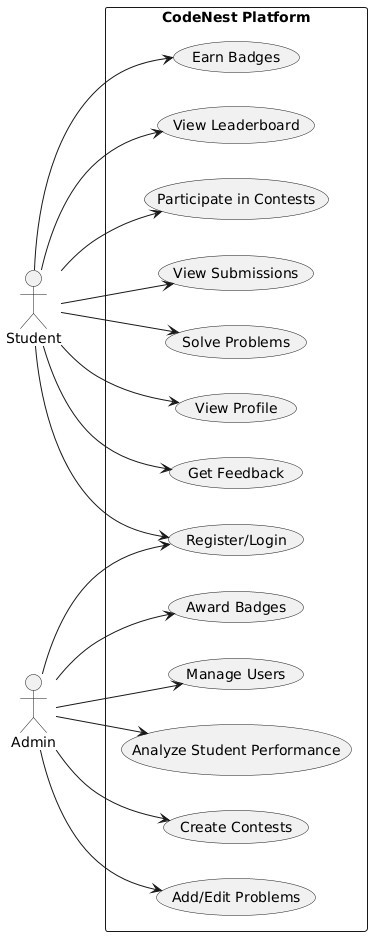 CodeNest Platform
Earn Badges
View Leaderboard
Participate in Contests
View Submissions
Student
Solve Problems
View Profile
Get Feedback
Register/Login
Award Badges
Manage Users
Admin
Analyze Student Performance
Create Contests
Add/Edit Problems